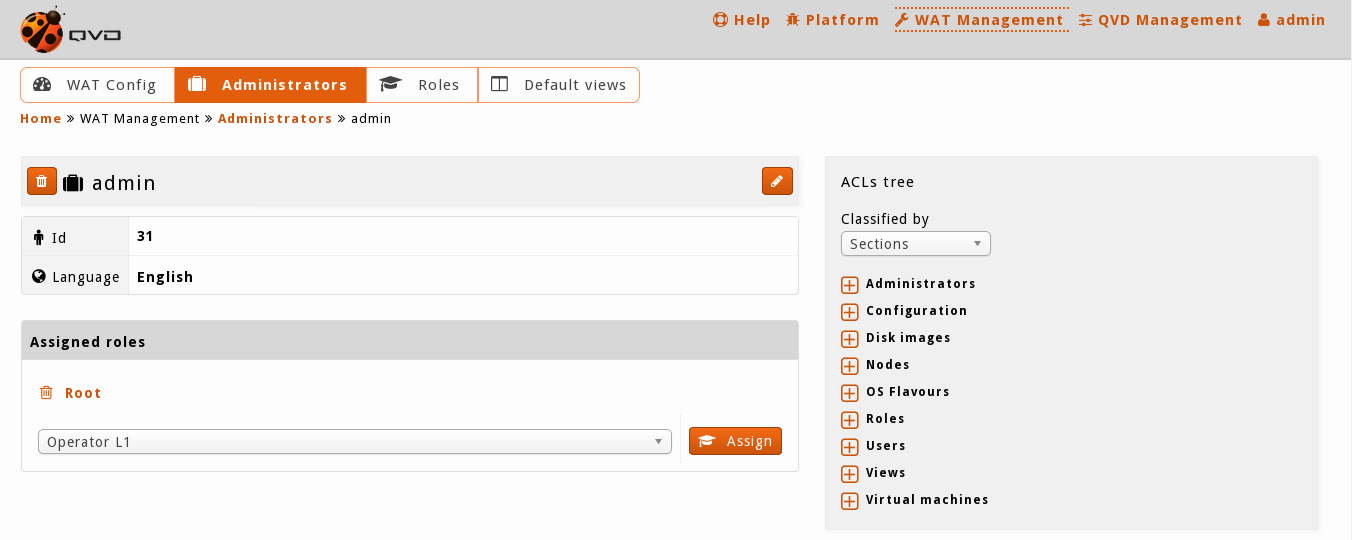 QVD
Help Platform WAT Management QVD Management admin
WAT Config Administrators Roles Default views
Home » WAT Management » Administrators » admin
admin
Id 31
Language English
Assigned roles
Root
Operator L1 Assign
ACLs tree
Classified by
Sections
Administrators
Configuration
Disk images
Nodes
OS Flavours
Roles
Users
Views
Virtual machines